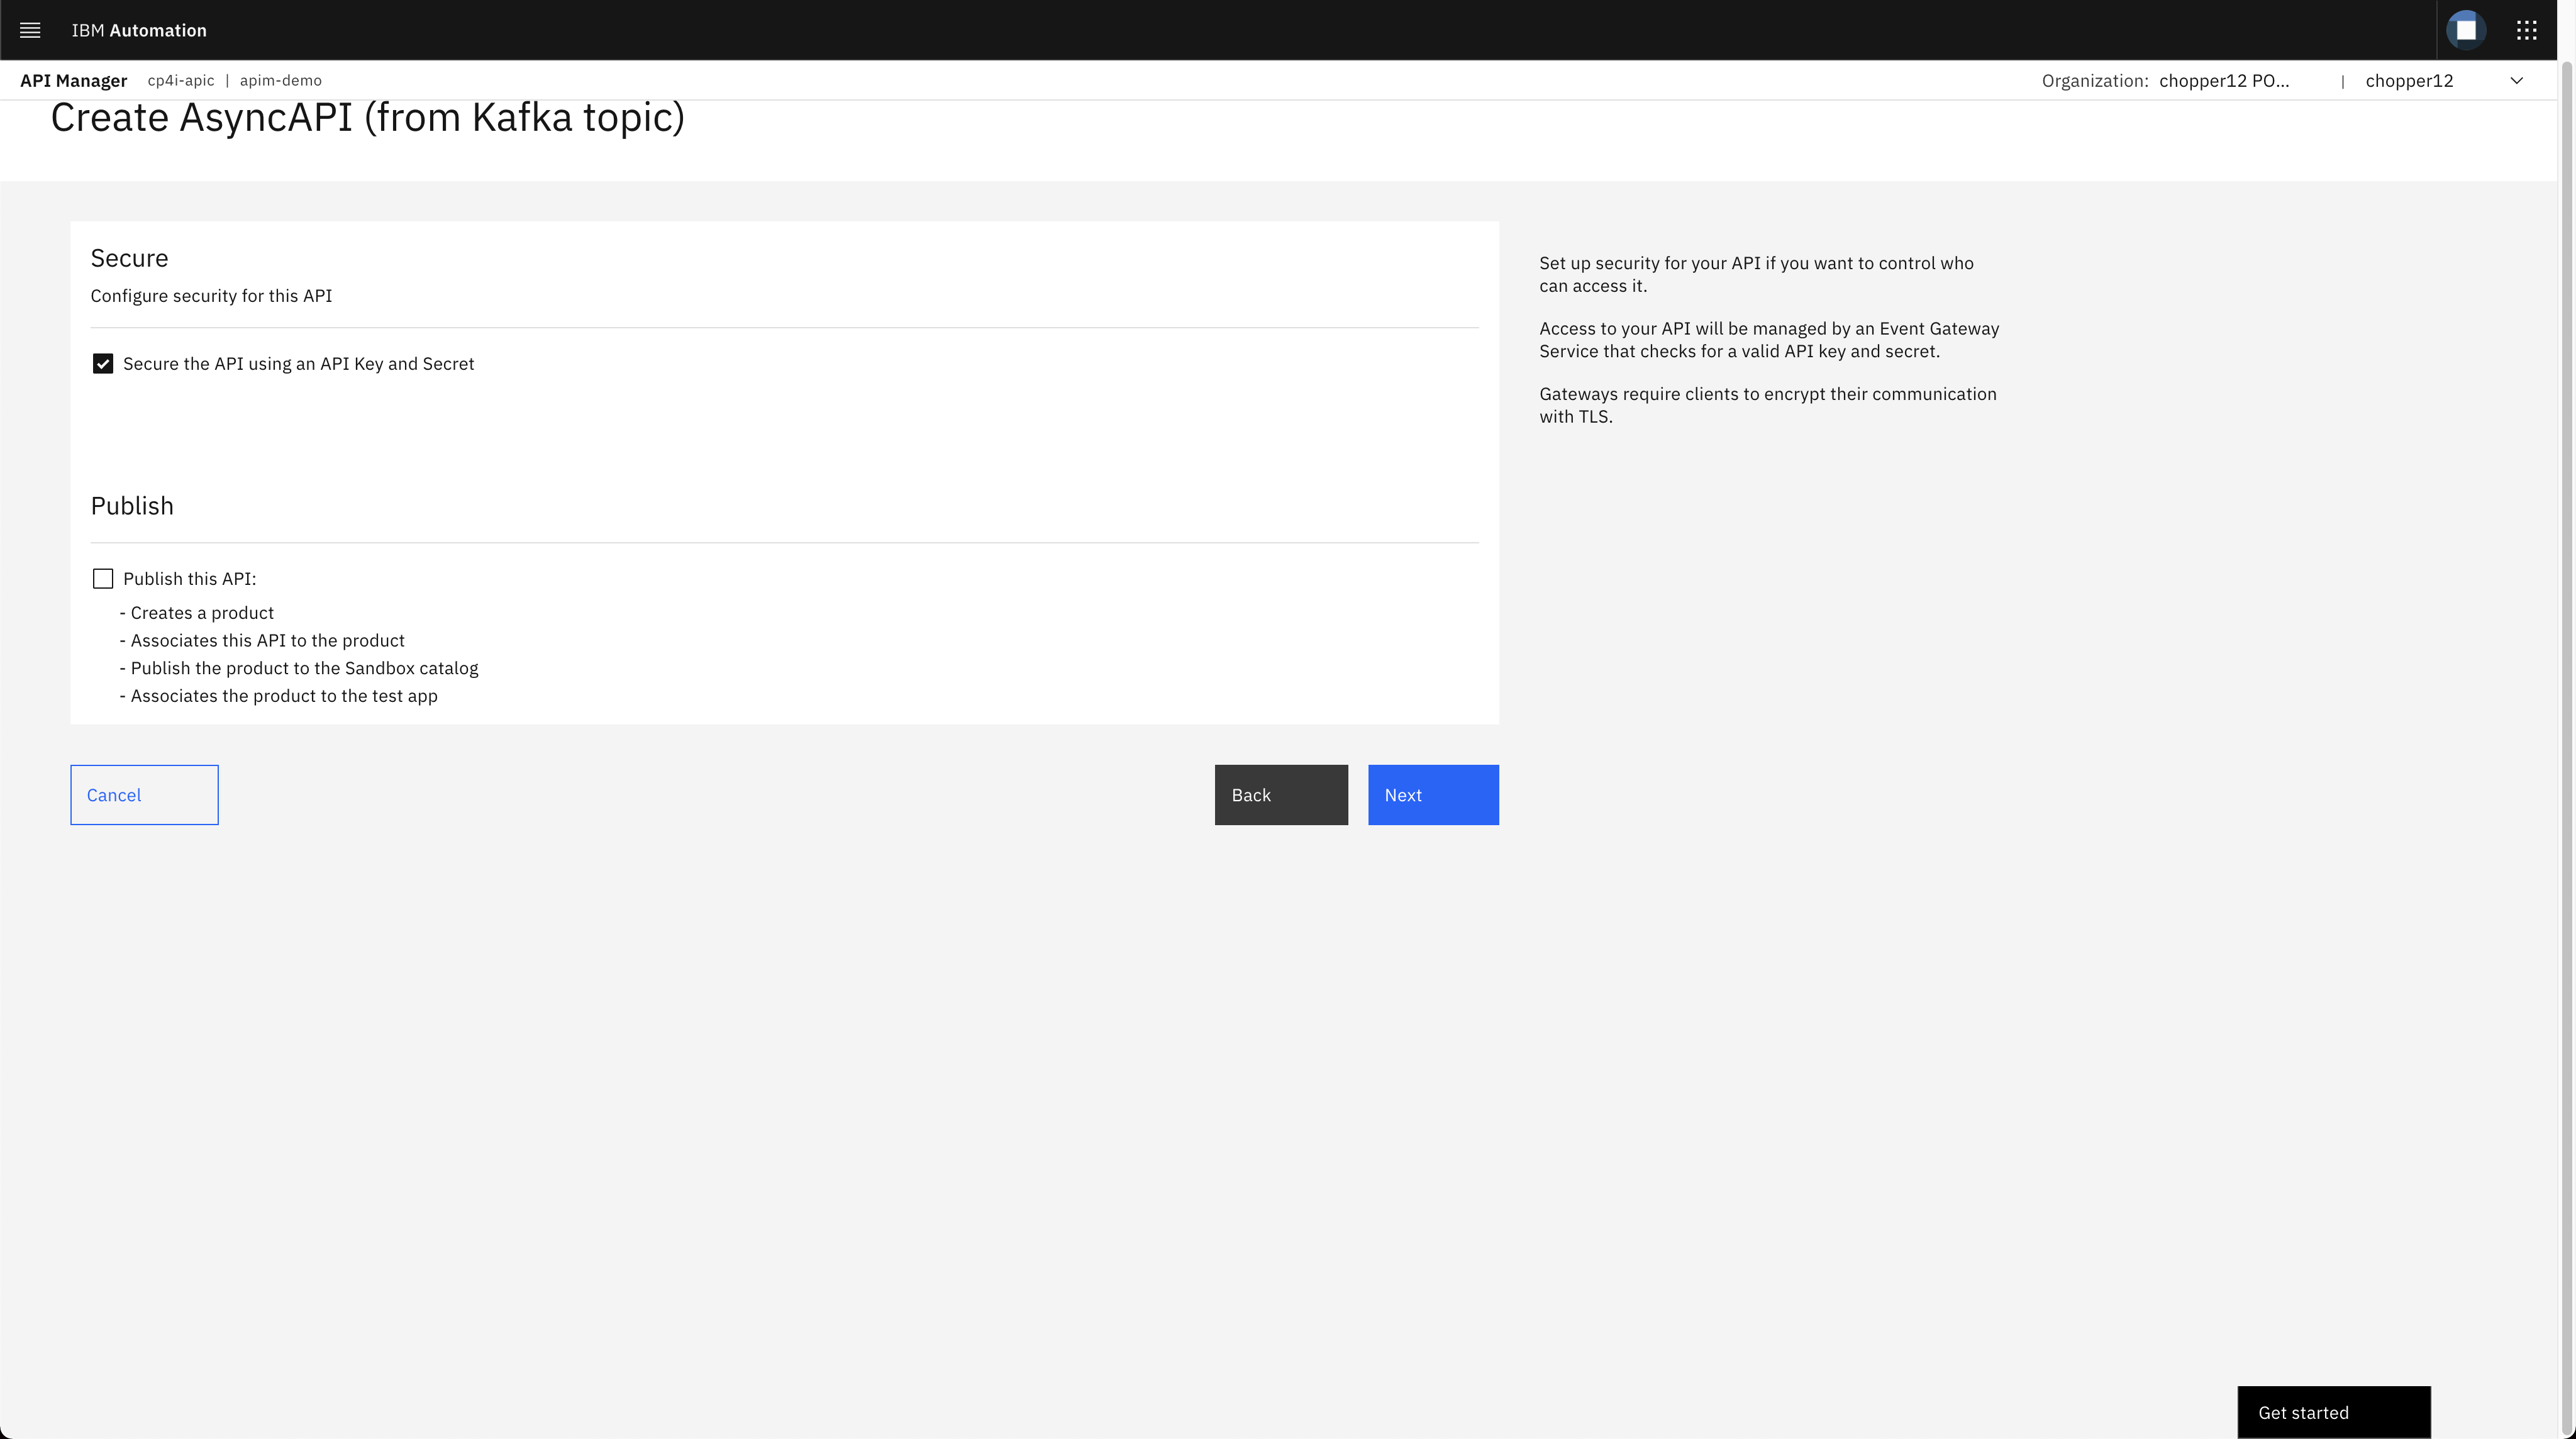 IBM Automation
API Manager cp4i-apic | apim-demo
Organization: chopper12 PO... | chopper12
Create AsyncAPI (from Kafka topic)
Secure
Configure security for this API
Secure the API using an API Key and Secret
Publish
Publish this API:
- Creates a product
- Associates this API to the product
- Publish the product to the Sandbox catalog
- Associates the product to the test app
Cancel
Back
Next
Set up security for your API if you want to control who
can access it.
Access to your API will be managed by an Event Gateway
Service that checks for a valid API key and secret.
Gateways require clients to encrypt their communication
with TLS.
Get started